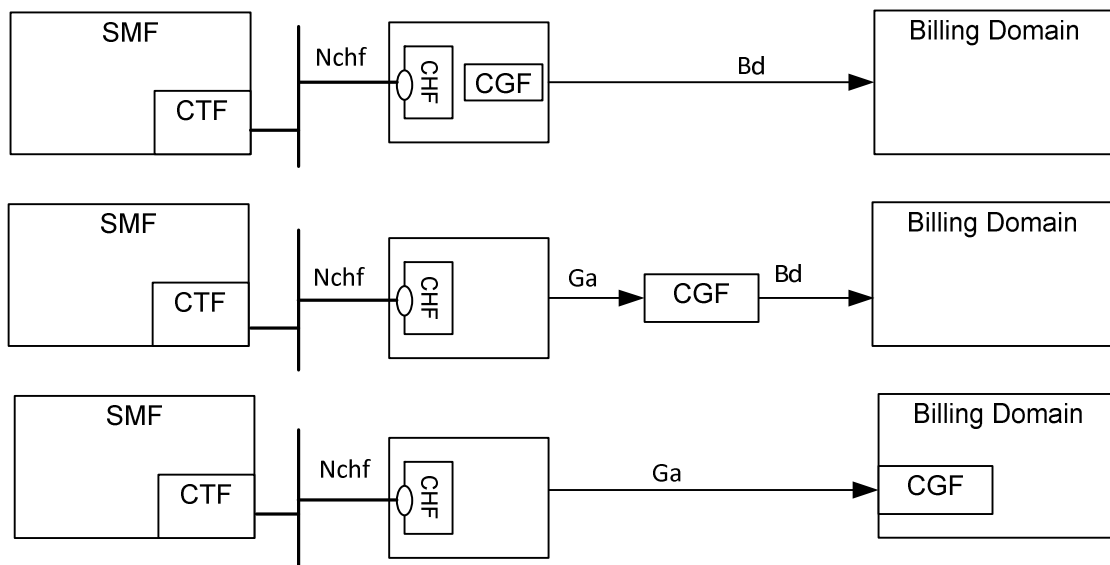 SMF
CTF
Nchf
CHF
CGF
Bd
Billing Domain
SMF
CTF
Nchf
CHF
Ga
CGF
Bd
Billing Domain
SMF
CTF
Nchf
CHF
Ga
Billing Domain
CGF